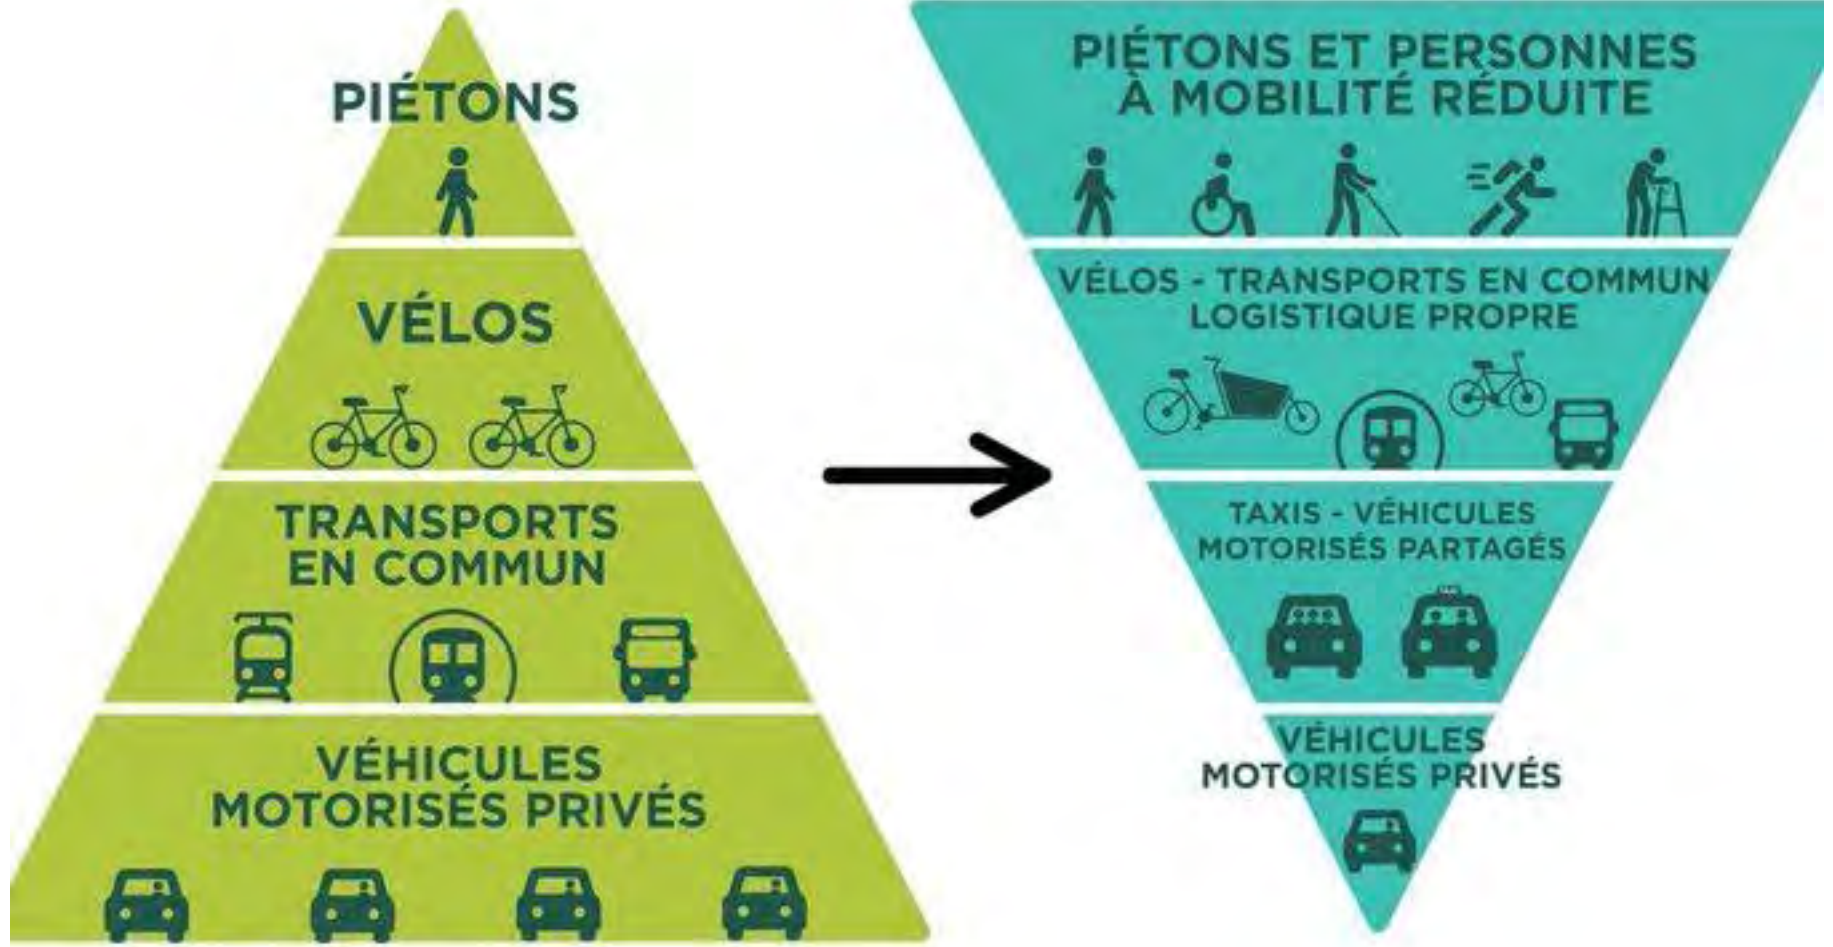 PIÉTONS
VÉLOS
TRANSPORTS
EN COMMUN
VÉHICULES
MOTORISÉS PRIVÉS
PIÉTONS ET PERSONNES
À MOBILITÉ RÉDUITE
VÉLOS - TRANSPORTS EN COMMUN
LOGISTIQUE PROPRE
TAXIS - VÉHICULES
MOTORISÉS PARTAGÉS
VÉHICULES
MOTORISÉS PRIVÉS